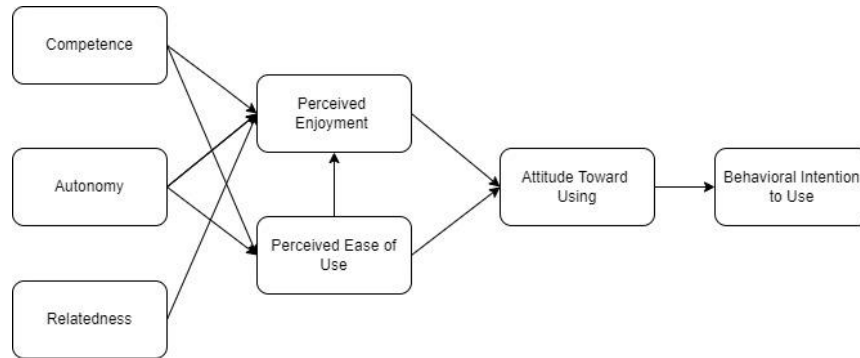 Competence
Perceived
Enjoyment
Autonomy
Attitude Toward
Using
Behavioral Intention
to Use
Perceived Ease of
Use
Relatedness